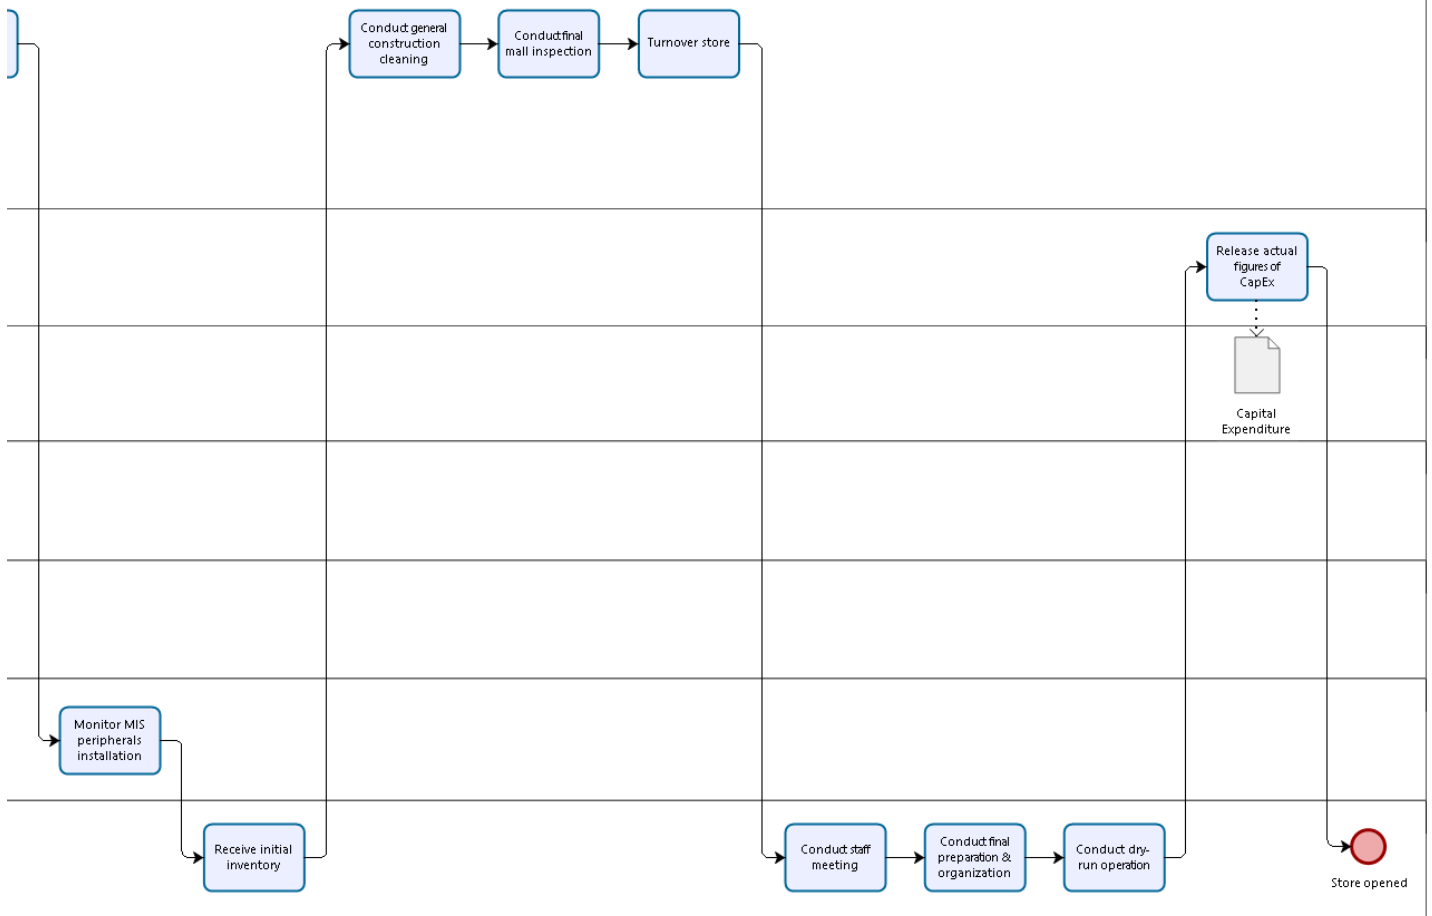 Conduct general
construction
cleaning
Conduct final
mall inspection
Turnover store
Release actual
figures of
CapEx
Capital
Expenditure
Monitor MIS
peripherals
installation
Receive initial
inventory
Conduct staff
meeting
Conduct final
preparation &
organization
Conduct dry-
run operation
Store opened